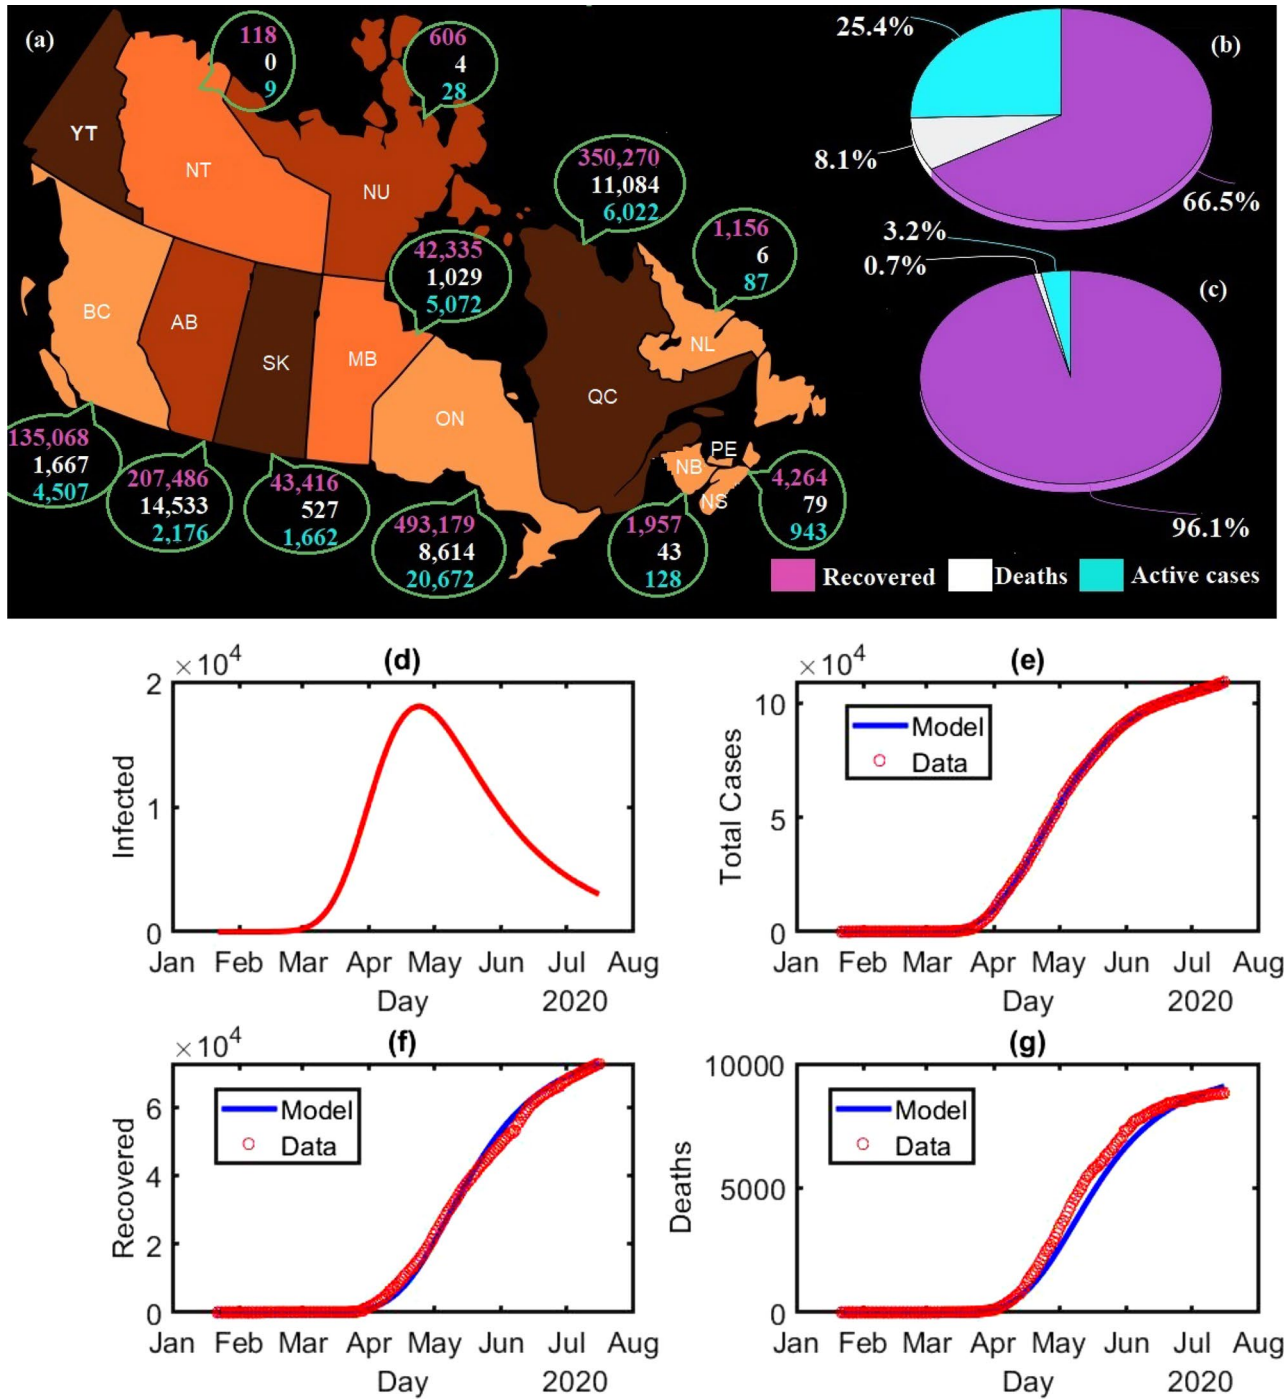 (a)
118
0
9
606
4
28
YT
NT
NU
350,270
11,084
6,022
42,335
1,029
5,072
1,156
6
87
BC
AB
SK
MB
ON
QC
NL
PE
NB
NS
135,068
1,667
4,507
207,486
14,533
2,176
43,416
527
1,662
493,179
8,614
20,672
1,957
43
128
4,264
79
943
25.4%
(b)
8.1%
66.5%
3.2%
0.7%
(c)
96.1%
Recovered Deaths Active cases
×10⁴ (d)
2
1
0
Infected
Jan Feb Mar Apr May Jun Jul Aug
Day 2020
×10⁴ (e)
10
5
0
Total Cases
Model
Data
Jan Feb Mar Apr May Jun Jul Aug
Day 2020
×10⁴ (f)
6
4
2
0
Recovered
Model
Data
Jan Feb Mar Apr May Jun Jul Aug
Day 2020
(g)
10000
5000
0
Deaths
Model
Data
Jan Feb Mar Apr May Jun Jul Aug
Day 2020